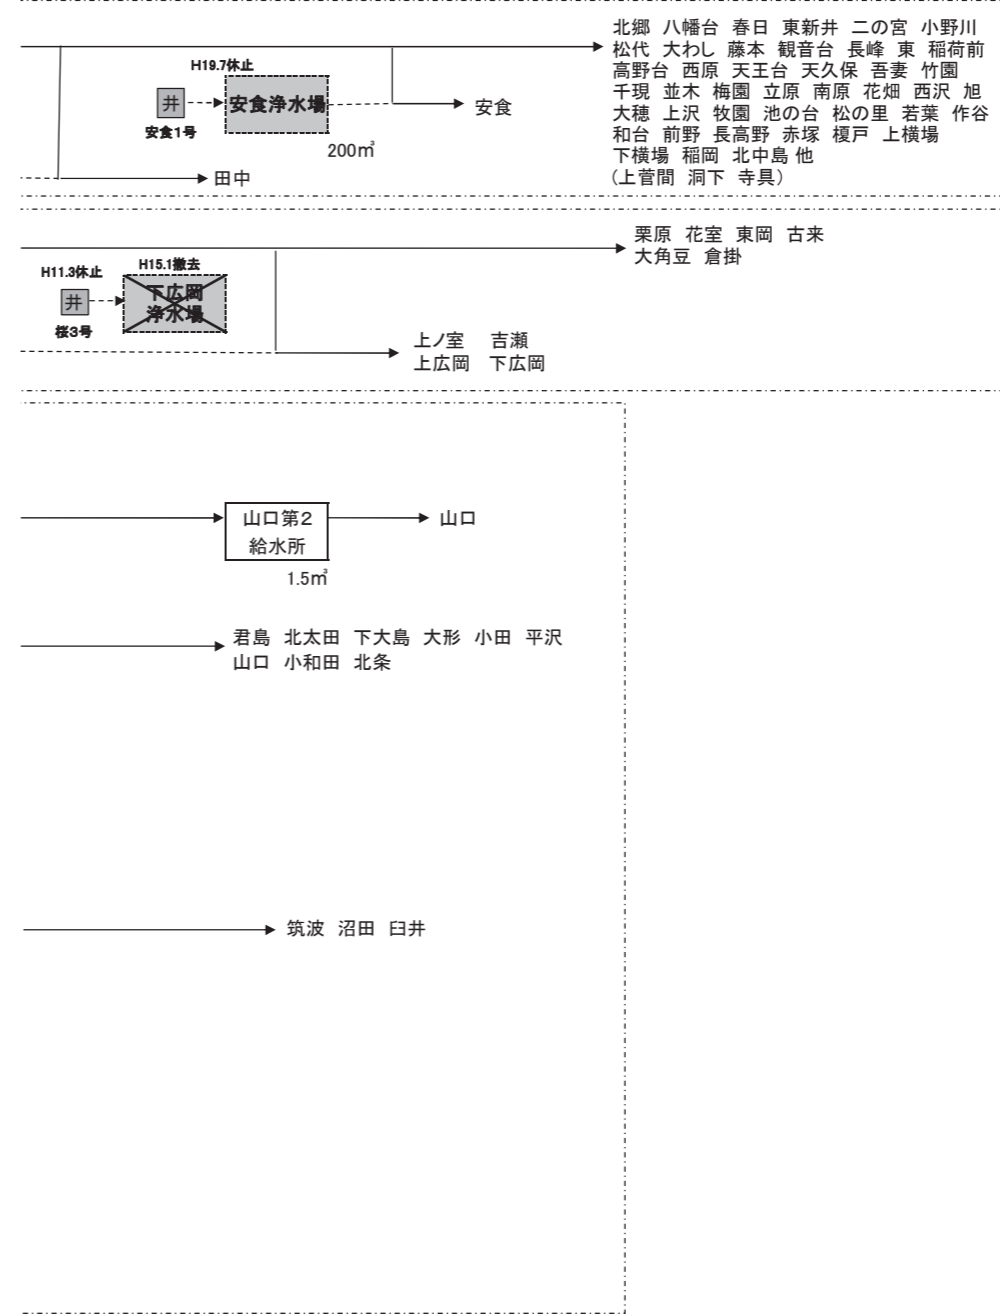 北郷 八幡台 春日 東新井 二の宮 小野川
松代 大わし 藤本 観音台 長峰 東 稲荷前
高野台 西原 天王台 天久保 吾妻 竹園
千現 並木 梅園 立原 南原 花畑 西沢 旭
大穂 上沢 牧園 池の台 松の里 若葉 作谷
和台 前野 長高野 赤塚 榎戸 上横場
下横場 稲岡 北中島 他
(上菅間 洞下 寺具)
H19.7休止
井
安食浄水場
安食
安食1号
200㎥
田中
栗原 花室 東岡 古来
大角豆 倉掛
H11.3休止
H15.1撤去
井
下広岡
浄水場
桜3号
上ノ室 吉瀬
上広岡 下広岡
山口第2
給水所
山口
1.5㎥
君島 北太田 下大島 大形 小田 平沢
山口 小和田 北条
筑波 沼田 臼井